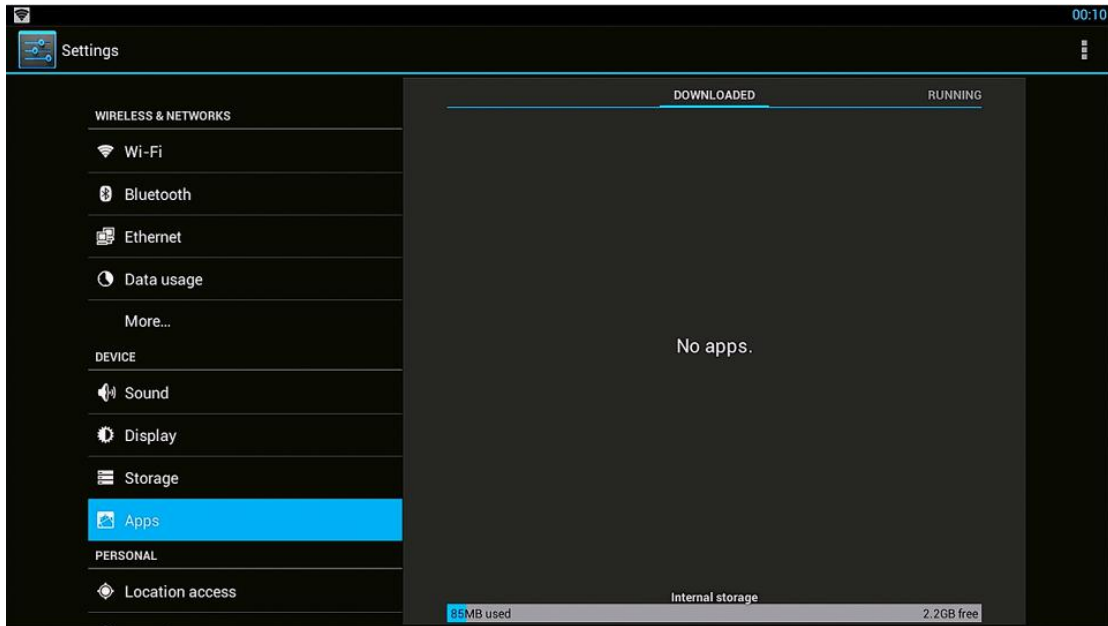 00:10
Settings
WIRELESS & NETWORKS
Wi-Fi
Bluetooth
Ethernet
Data usage
More...
DEVICE
Sound
Display
Storage
Apps
PERSONAL
Location access
DOWNLOADED RUNNING
No apps.
Internal storage
85MB used 2.2GB free